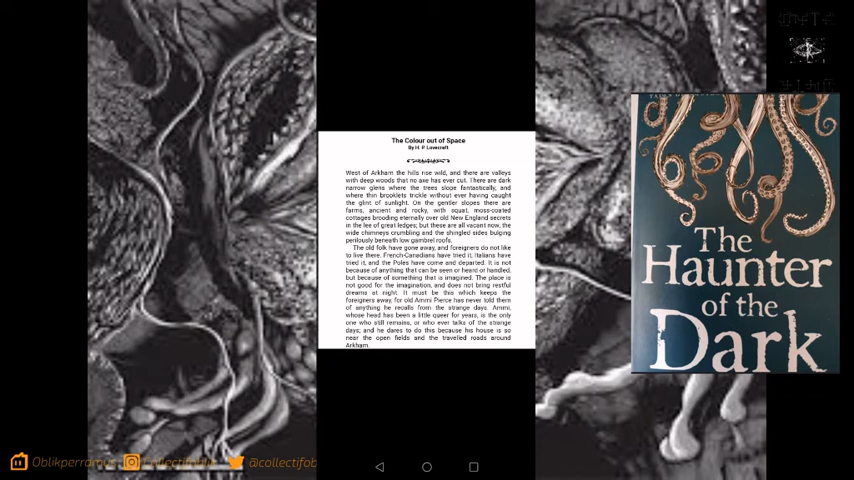 The Colour out of Space
By H. P. Lovecraft
West of Arkham the hills rise wild, and there are valleys
with deep woods that no axe has ever cut. There are dark
narrow glens where the trees slope fantastically, and
where thin brooklets trickle without ever having caught
the glint of sunlight. On the gentler slopes there are
farms, ancient and rocky, with squat, moss-coated
cottages brooding eternally over old New England secrets
in the lee of great ledges; but these are all vacant now, the
wide chimneys crumbling and the shingled sides bulging
perilously beneath low gambrel roofs.
The old folk have gone away, and foreigners do not like
to live there. French-Canadians have tried it, Italians have
tried it, and the Poles have come and departed. It is not
because of anything that can be seen or heard or handled,
but because of something that is imagined. The place
is not good for the imagination, and does not bring restful
dreams at night. It must be this which keeps the
foreigners away, for old Ammi Pierce has never told them
of anything he recalls from the strange days. Ammi,
whose head has been a little queer for years, is the only
one who still remains, or who ever talks of the strange
days; and he dares to do this because his house is so
near the open fields and the travelled roads around
Arkham.
The
Haunter
of the
Dark
Oblikperramus
@collectifob